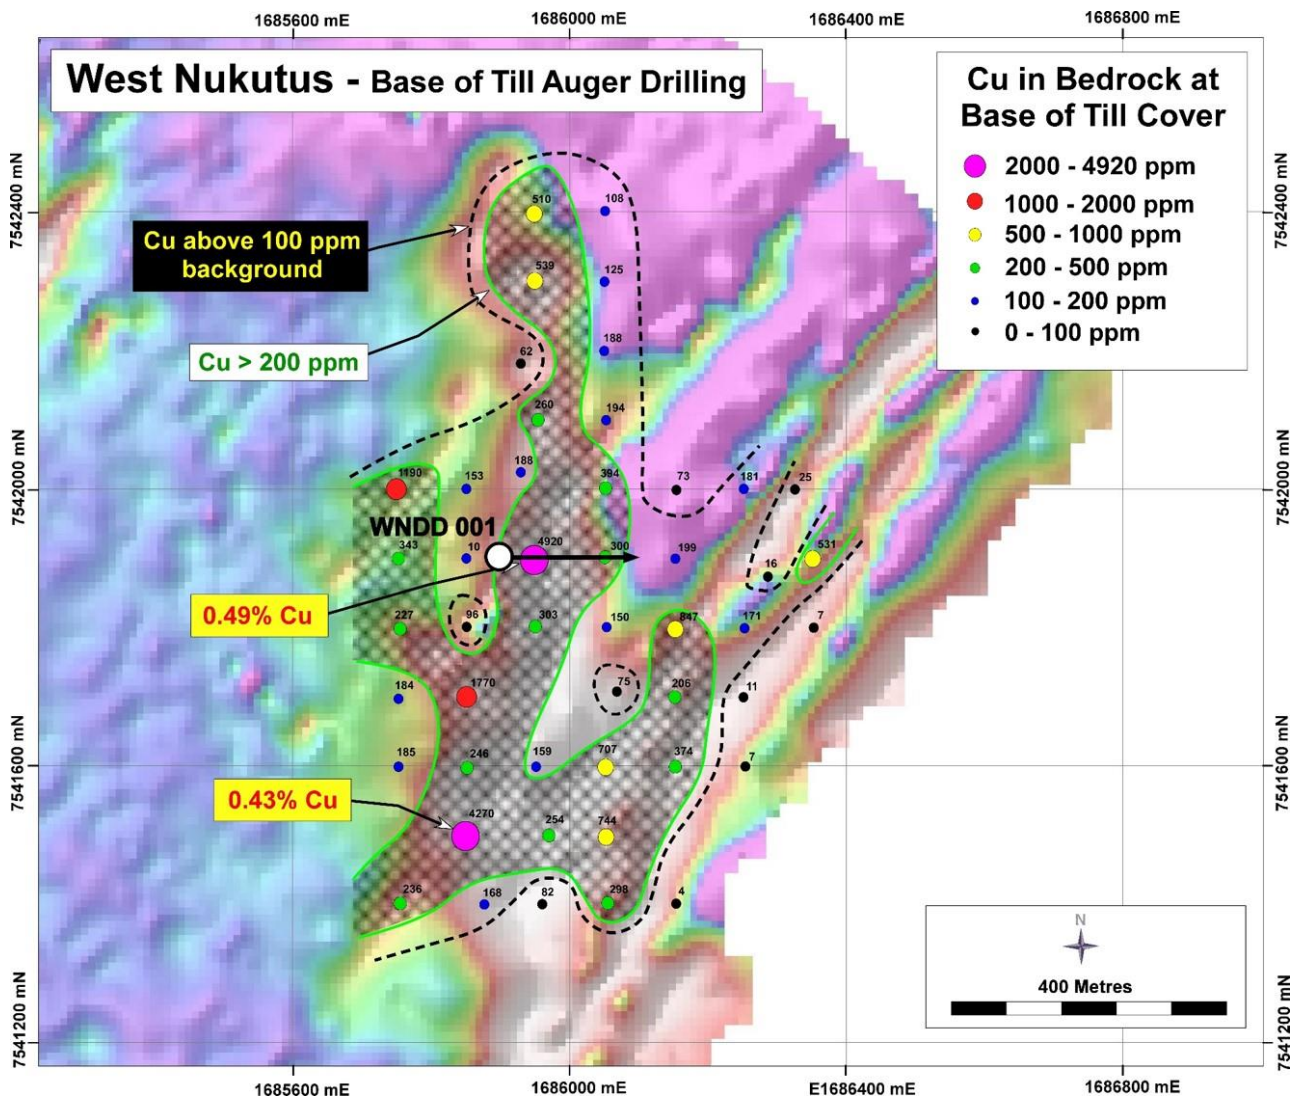 1685600 mE
1686000 mE
1686400 mE
1686800 mE
West Nukutus - Base of Till Auger Drilling
Cu in Bedrock at
Base of Till Cover
2000 - 4920 ppm
1000 - 2000 ppm
500 - 1000 ppm
200 - 500 ppm
100 - 200 ppm
0 - 100 ppm
7542400 mN
7542400 mN
510
108
Cu above 100 ppm
background
539
125
188
Cu > 200 ppm
62
260
194
188
7542000 mN
7542000 mN
1190
153
394
73
181
25
WNDD 001
343
10
4920
300
199
16
531
0.49% Cu
227
96
303
150
847
171
7
184
1770
75
206
11
7541600 mN
7541600 mN
185
246
159
707
374
7
0.43% Cu
4270
254
744
236
168
82
298
4
N
400 Metres
7541200 mN
7541200 mN
1685600 mE
1686000 mE
E1686400 mE
1686800 mE